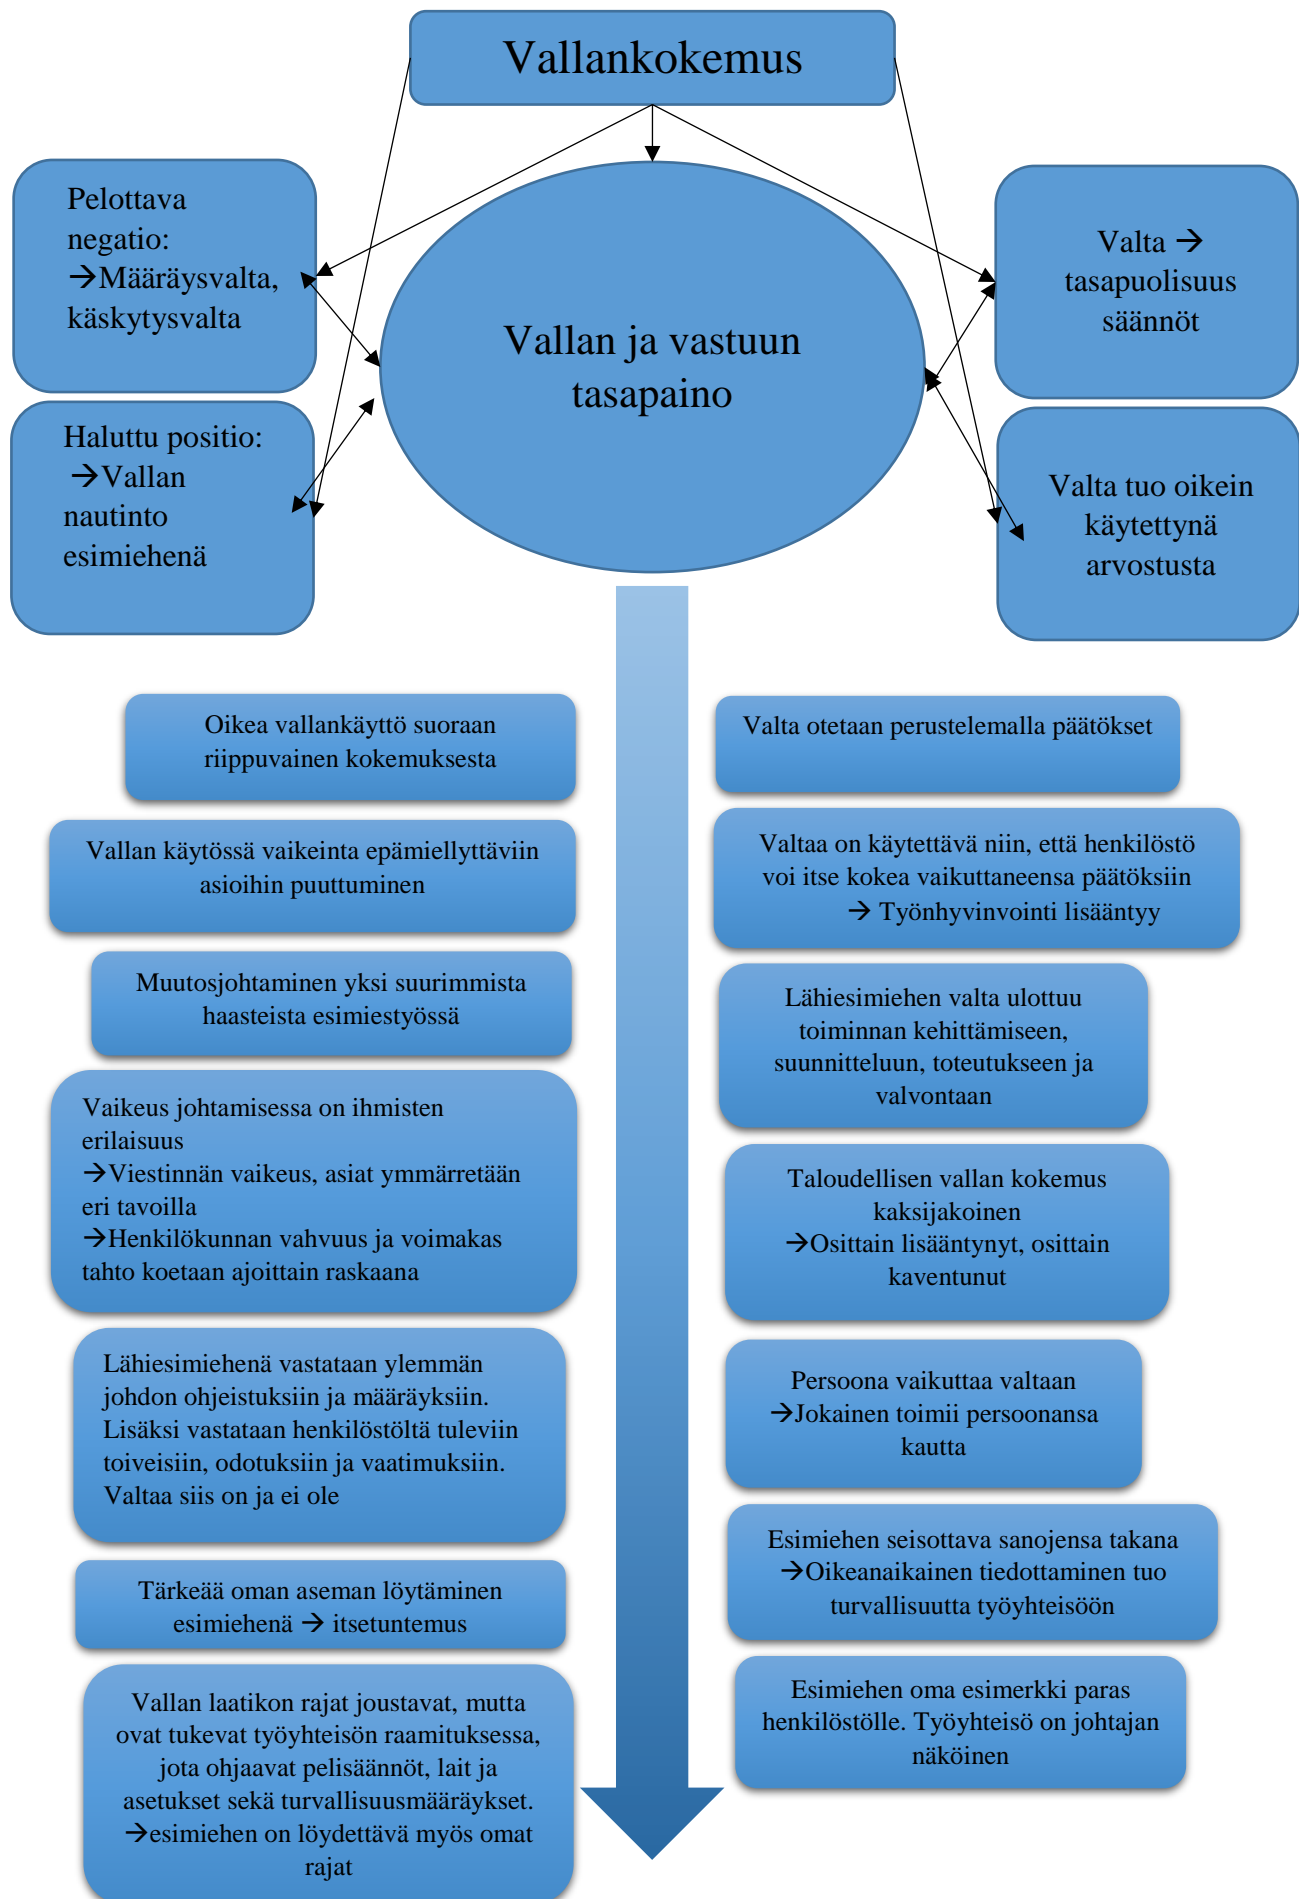 Vallankokemus
Pelottava
negatio:
→Määräysvalta,
käskytysvalta
Haluttu positio:
→Vallan
nautinto
esimiehenä
Vallan ja vastuun
tasapaino
Valta →
tasapuolisuus
säännöt
Valta tuo oikein
käytettynä
arvostusta
Oikea vallankäyttö suoraan
riippuvainen kokemuksesta
Vallan käytössä vaikeinta epämiellyttäviin
asioihin puuttuminen
Muutosjohtaminen yksi suurimmista
haasteista esimiestyössä
Vaikeus johtamisessa on ihmisten
erilaisuus
→Viestinnän vaikeus, asiat ymmärretään
eri tavoilla
→Henkilökunnan vahvuus ja voimakas
tahto koetaan ajoittain raskaana
Lähiesimiehenä vastataan ylemmän
johdon ohjeistuksiin ja määräyksiin.
Lisäksi vastataan henkilöstöltä tuleviin
toiveisiin, odotuksiin ja vaatimuksiin.
Valtaa siis on ja ei ole
Tärkeää oman aseman löytäminen
esimiehenä → itsetuntemus
Vallan laatikon rajat joustavat, mutta
ovat tukevat työyhteisön raamituksessa,
jota ohjaavat pelisäännöt, lait ja
asetukset sekä turvallisuusmääräykset.
→esimiehen on löydettävä myös omat
rajat
Valta otetaan perustelemalla päätökset
Valtaa on käytettävä niin, että henkilöstö
voi itse kokea vaikuttaneensa päätöksiin
→ Työnhyvinvointi lisääntyy
Lähiesimiehen valta ulottuu
toiminnan kehittämiseen,
suunnitteluun, toteutukseen ja
valvontaan
Taloudellisen vallan kokemus
kaksijakoinen
→Osittain lisääntynyt, osittain
kaventunut
Persoona vaikuttaa valtaan
→Jokainen toimii persoonansa
kautta
Esimiehen seisottava sanojensa takana
→Oikeanaikainen tiedottaminen tuo
turvallisuutta työyhteisöön
Esimiehen oma esimerkki paras
henkilöstölle. Työyhteisö on johtajan
näköinen